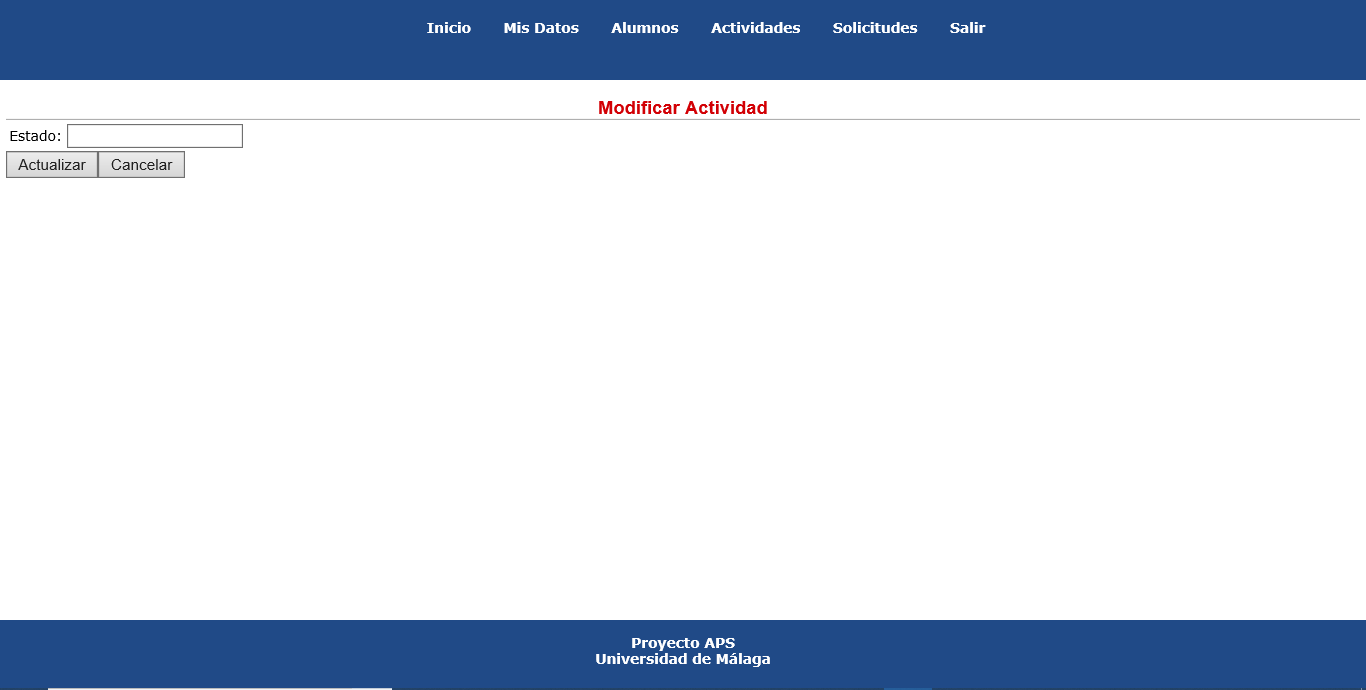 Inicio Mis Datos Alumnos Actividades Solicitudes Salir
Modificar Actividad
Estado:
Actualizar Cancelar
Proyecto APS
Universidad de Málaga